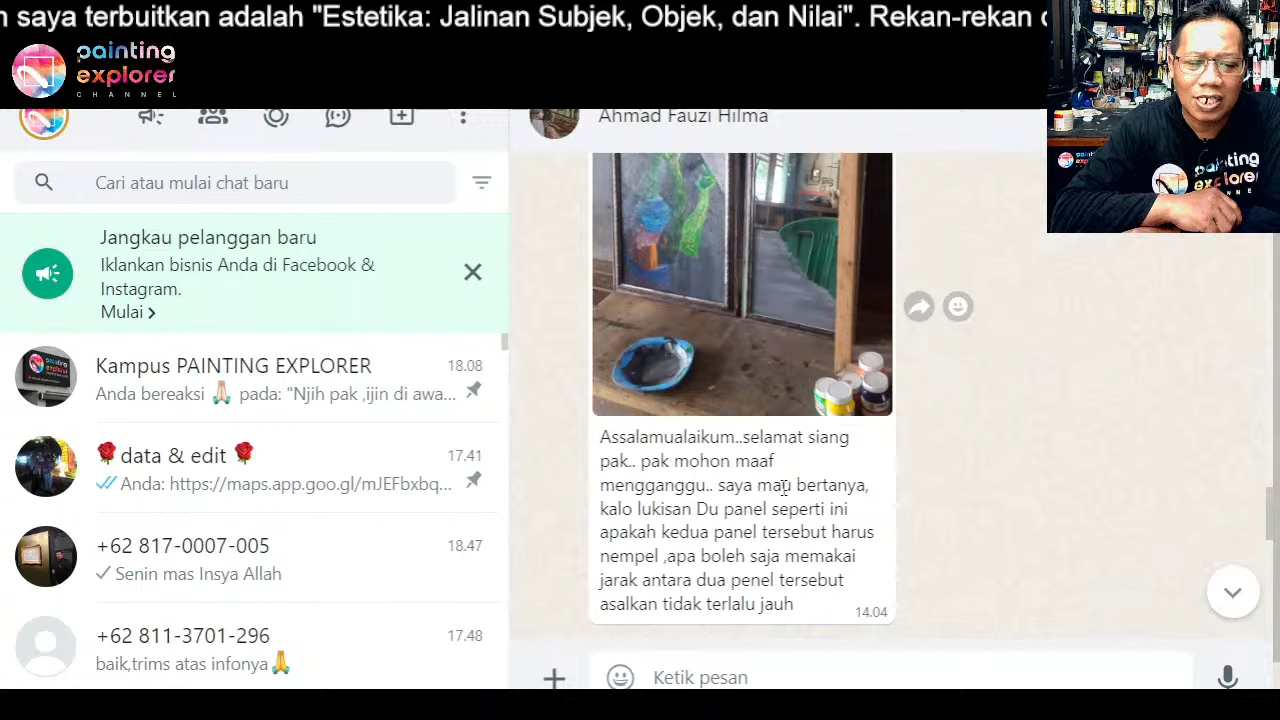 n saya terbuitkan adalah "Estetika: Jalinan Subjek, Objek, dan Nilai". Rekan-rekan
painting
explorer
CHANNEL
Ahmad Fauzi Hilma
Cari atau mulai chat baru
Jangkau pelanggan baru
Iklankan bisnis Anda di Facebook &
Instagram.
Mulai >
Kampus PAINTING EXPLORER
18.08
Anda bereaksi 🙏🏻 pada: "Njih pak ,ijin di awa...
🌹data & edit 🌹
17.41
Anda: https://maps.app.goo.gl/mJEFbxbq...
+62 817-0007-005
18.47
Senin mas Insya Allah
+62 811-3701-296
17.48
baik,trims atas infonya🙏
Assalamualaikum..selamat siang
pak.. pak mohon maaf
mengganggu.. saya mau bertanya,
kalo lukisan Du panel seperti ini
apakah kedua panel tersebut harus
nempel ,apa boleh saja memakai
jarak antara dua penel tersebut
asalkan tidak terlalu jauh
14.04
Ketik pesan
painting
explorer
CHANNEL